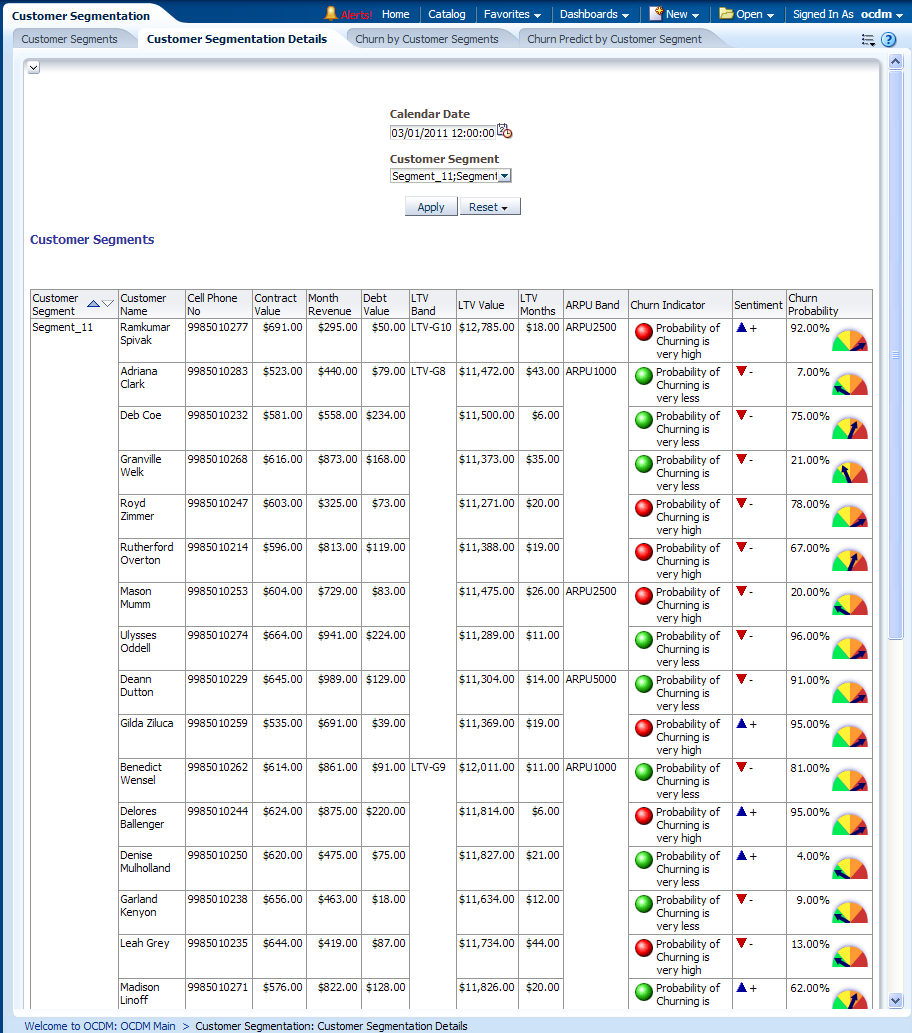 Customer Segmentation
Alerts! Home Catalog Favorites Dashboards New Open Signed In As ocdm
Customer Segments Customer Segmentation Details Churn by Customer Segments Churn Predict by Customer Segment
Calendar Date
03/01/2011 12:00:00
Customer Segment
Segment_11;Segment
Apply Reset
Customer Segments
Customer Segment Customer Name Cell Phone No Contract Value Month Revenue Debt Value LTV Band LTV Value LTV Months ARPU Band Churn Indicator Sentiment Churn Probability
Segment_11 Ramkumar Spivak 9985010277 $691.00 $295.00 $50.00 LTV-G10 $12,785.00 $18.00 ARPU2500 Probability of Churning is very high + 92.00%
Adriana Clark 9985010283 $523.00 $440.00 $79.00 LTV-G8 $11,472.00 $43.00 ARPU1000 Probability of Churning is very less - 7.00%
Deb Coe 9985010232 $581.00 $558.00 $234.00 $11,500.00 $6.00 Probability of Churning is very less - 75.00%
Granville Welk 9985010268 $616.00 $873.00 $168.00 $11,373.00 $35.00 Probability of Churning is very less - 21.00%
Royd Zimmer 9985010247 $603.00 $325.00 $73.00 $11,271.00 $20.00 Probability of Churning is very high - 78.00%
Rutherford Overton 9985010214 $596.00 $813.00 $119.00 $11,388.00 $19.00 Probability of Churning is very high - 67.00%
Mason Mumm 9985010253 $604.00 $729.00 $83.00 $11,475.00 $26.00 ARPU2500 Probability of Churning is very high - 20.00%
Ulysses Oddell 9985010274 $664.00 $941.00 $224.00 $11,289.00 $11.00 Probability of Churning is very less - 96.00%
Deann Dutton 9985010229 $645.00 $989.00 $129.00 $11,304.00 $14.00 ARPU5000 Probability of Churning is very less - 91.00%
Gilda Ziluca 9985010259 $535.00 $691.00 $39.00 $11,369.00 $19.00 Probability of Churning is very high + 95.00%
Benedict Wensel 9985010262 $614.00 $861.00 $91.00 LTV-G9 $12,011.00 $11.00 ARPU1000 Probability of Churning is very less - 81.00%
Delores Ballenger 9985010244 $624.00 $875.00 $220.00 $11,814.00 $6.00 Probability of Churning is very high + 95.00%
Denise Mulholland 9985010250 $620.00 $475.00 $75.00 $11,827.00 $21.00 Probability of Churning is very less + 4.00%
Garland Kenyon 9985010238 $656.00 $463.00 $18.00 $11,634.00 $12.00 Probability of Churning is very less - 9.00%
Leah Grey 9985010235 $644.00 $419.00 $87.00 $11,734.00 $44.00 Probability of Churning is very high - 13.00%
Madison Linoff 9985010271 $576.00 $822.00 $128.00 $11,826.00 $20.00 Probability of Churning is + 62.00%
Welcome to OCDM: OCDM Main > Customer Segmentation: Customer Segmentation Details